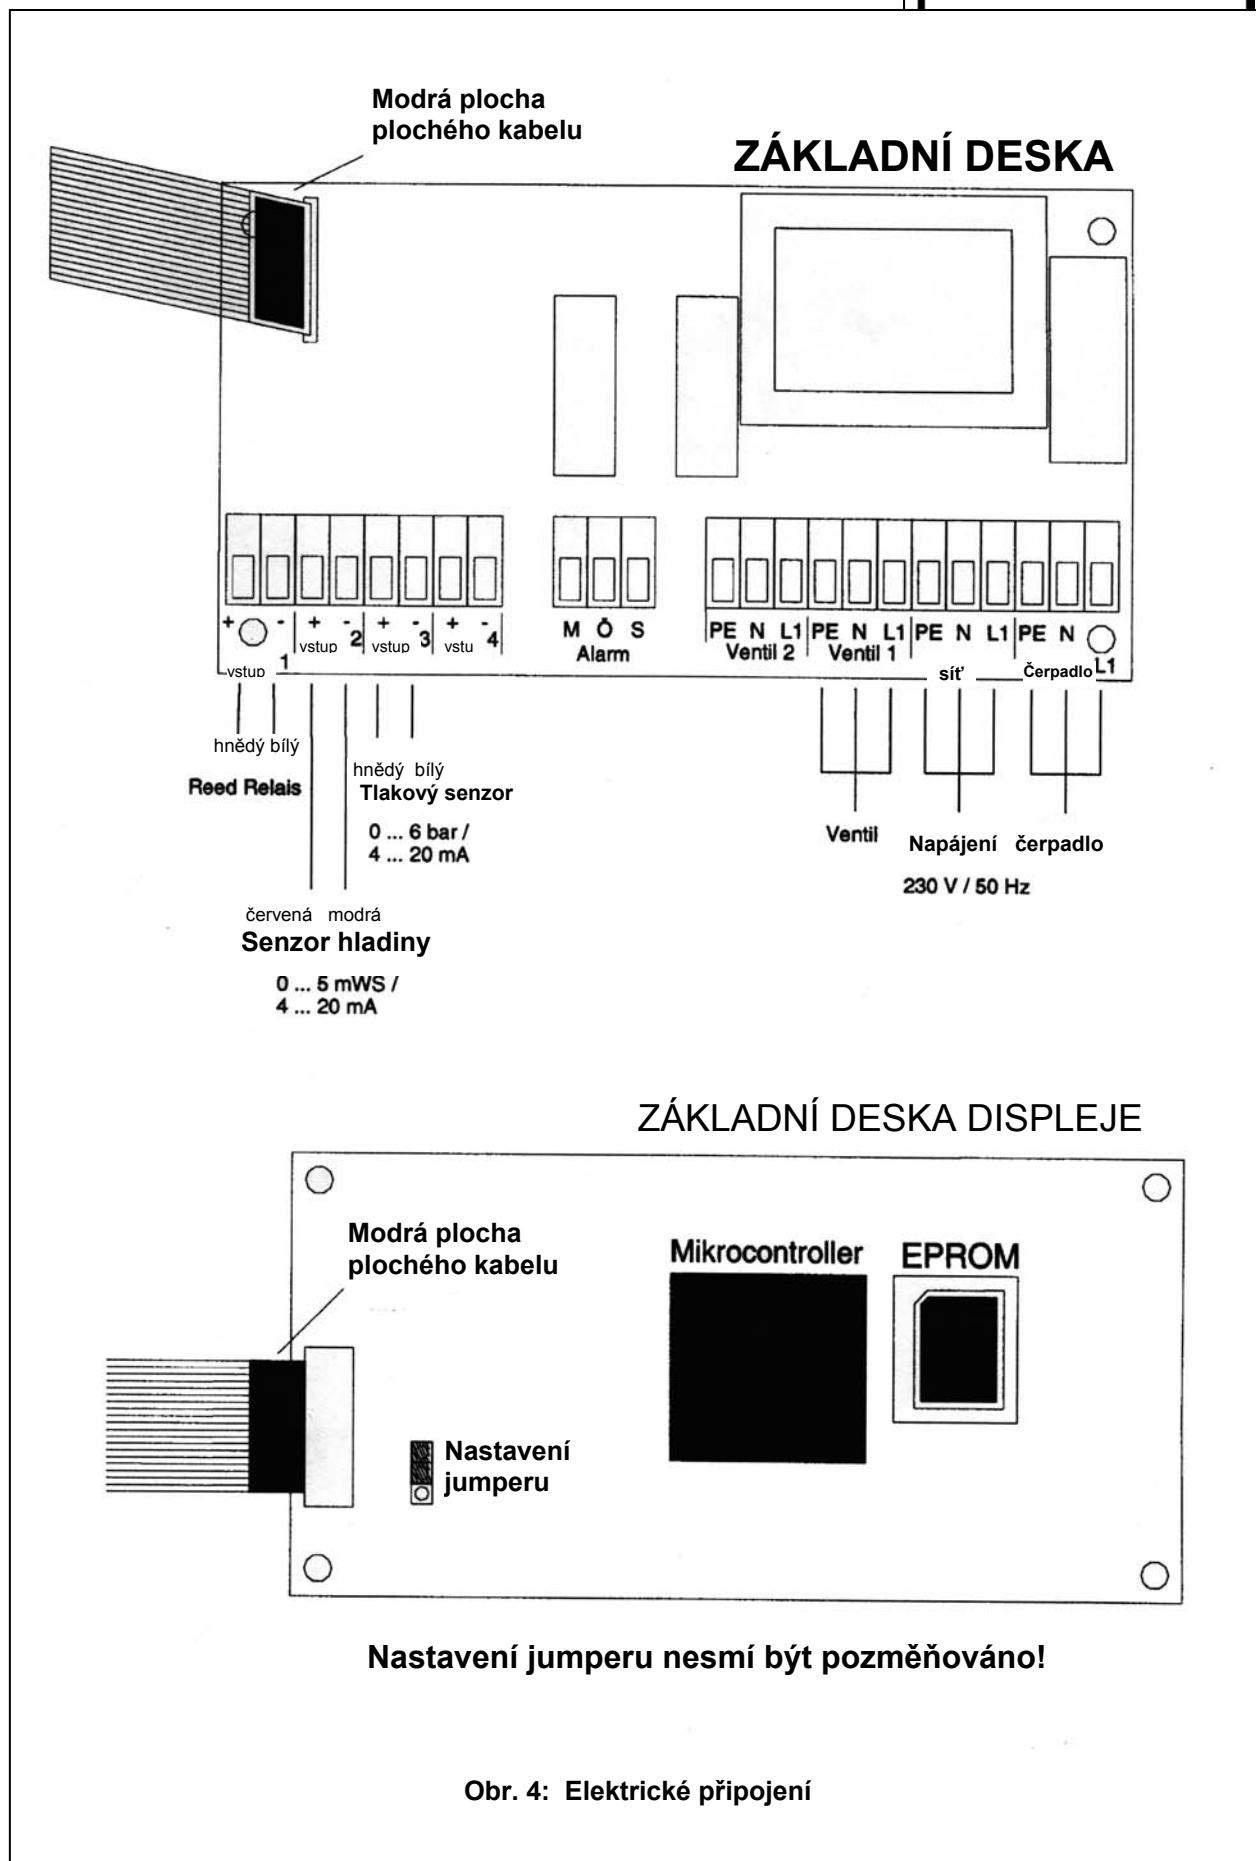 Modrá plocha
plochého kabelu
ZÁKLADNÍ DESKA
+ - + - + - + -
1 2 3 4
vstup vstup vstup vstu
M Ö S
Alarm
PE N L1 PE N L1 PE N L1 PE N L1
Ventil 2 Ventil 1 síť Čerpadlo
hnědý bílý
Reed Relais
hnědý bílý
Tlakový senzor
0 ... 6 bar /
4 ... 20 mA
Ventil
Napájení čerpadlo
230 V / 50 Hz
červená modrá
Senzor hladiny
0 ... 5 mWS /
4 ... 20 mA
ZÁKLADNÍ DESKA DISPLEJE
Modrá plocha
plochého kabelu
Mikrocontroller
EPROM
Nastavení
jumperu
Nastavení jumperu nesmí být pozměňováno!
Obr. 4: Elektrické připojení